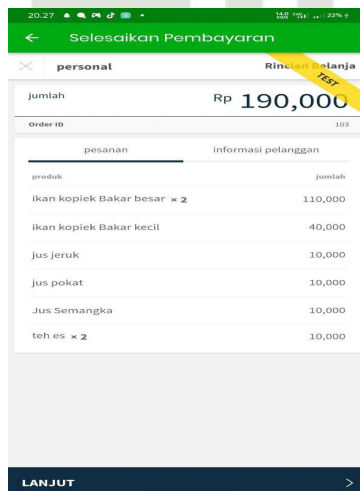 20.27
22%
Selesaikan Pembayaran
personal
Rincian Belanja
TEST
jumlah
Rp 190,000
Order ID
103
pesanan
informasi pelanggan
produk
jumlah
ikan kopiek Bakar besar × 2
110,000
ikan kopiek Bakar kecil
40,000
jus jeruk
10,000
jus pokat
10,000
Jus Semangka
10,000
teh es × 2
10,000
LANJUT